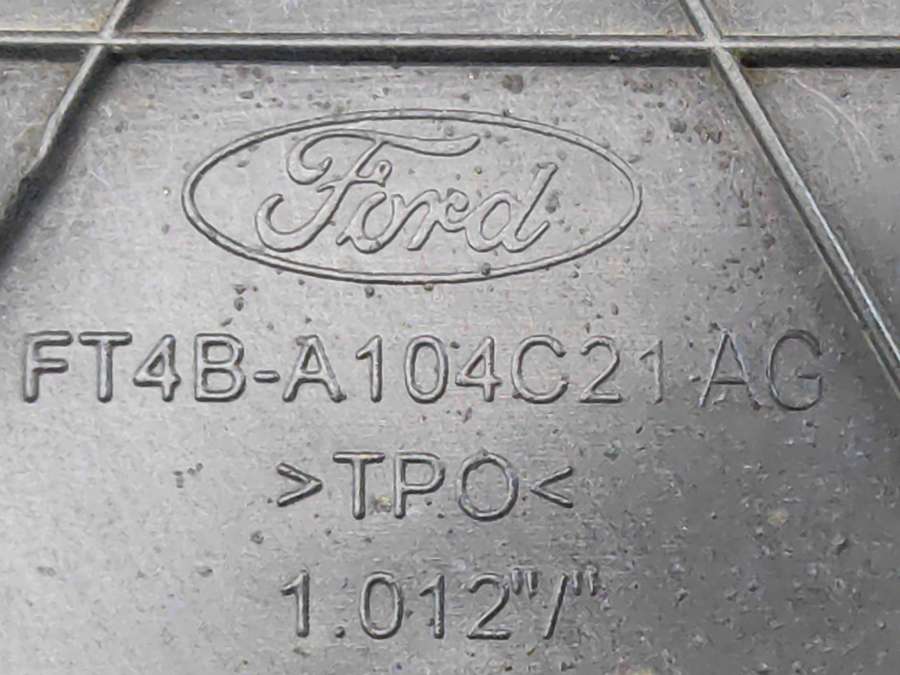 Ford
FT4B-A104C21 AG
>TPO<
1.012"/"